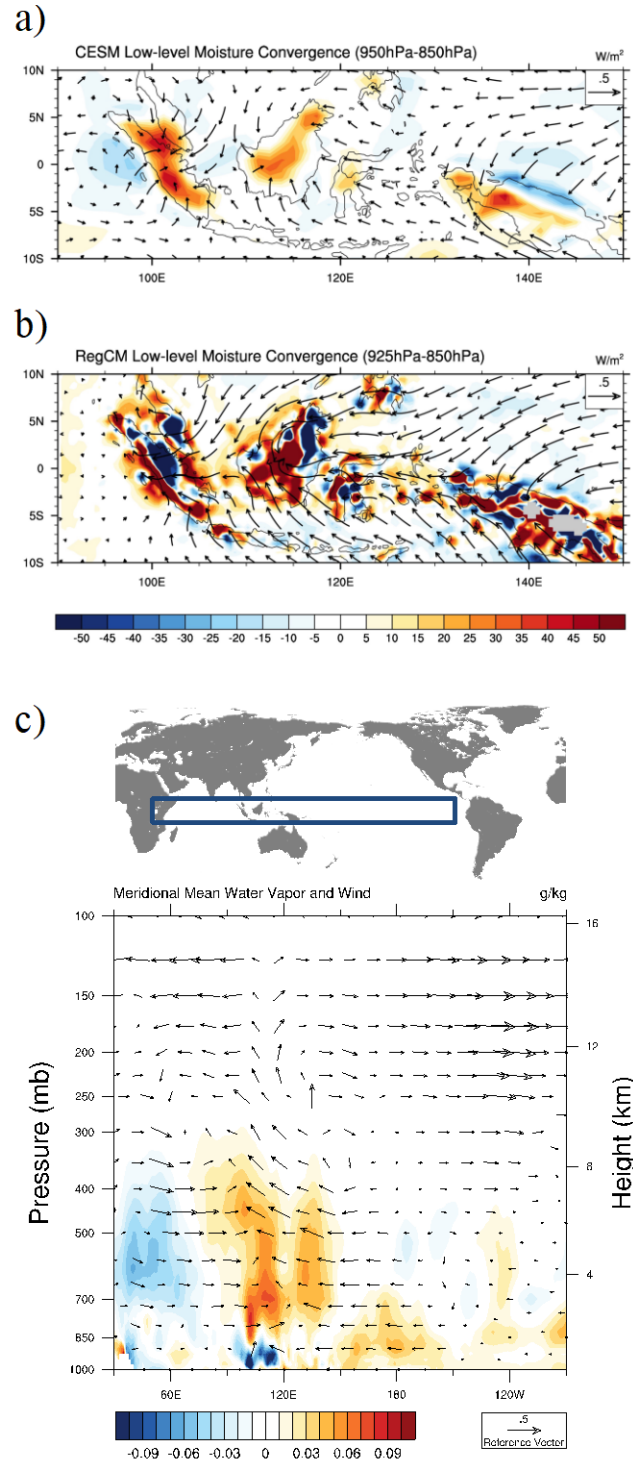 a)
CESM Low-level Moisture Convergence (950hPa-850hPa)
W/m²
.5
10N
5N
0
5S
10S
100E 120E 140E
b)
RegCM Low-level Moisture Convergence (925hPa-850hPa)
W/m²
.5
10N
5N
0
5S
10S
100E 120E 140E
-50 -45 -40 -35 -30 -25 -20 -15 -10 -5 0 5 10 15 20 25 30 35 40 45 50
c)
Meridional Mean Water Vapor and Wind
g/kg
100
150
200
250
300
400
500
700
850
1000
Pressure (mb)
16
12
8
4
Height (km)
60E 120E 180 120W
-0.09 -0.06 -0.03 0 0.03 0.06 0.09
.5
Reference Vector